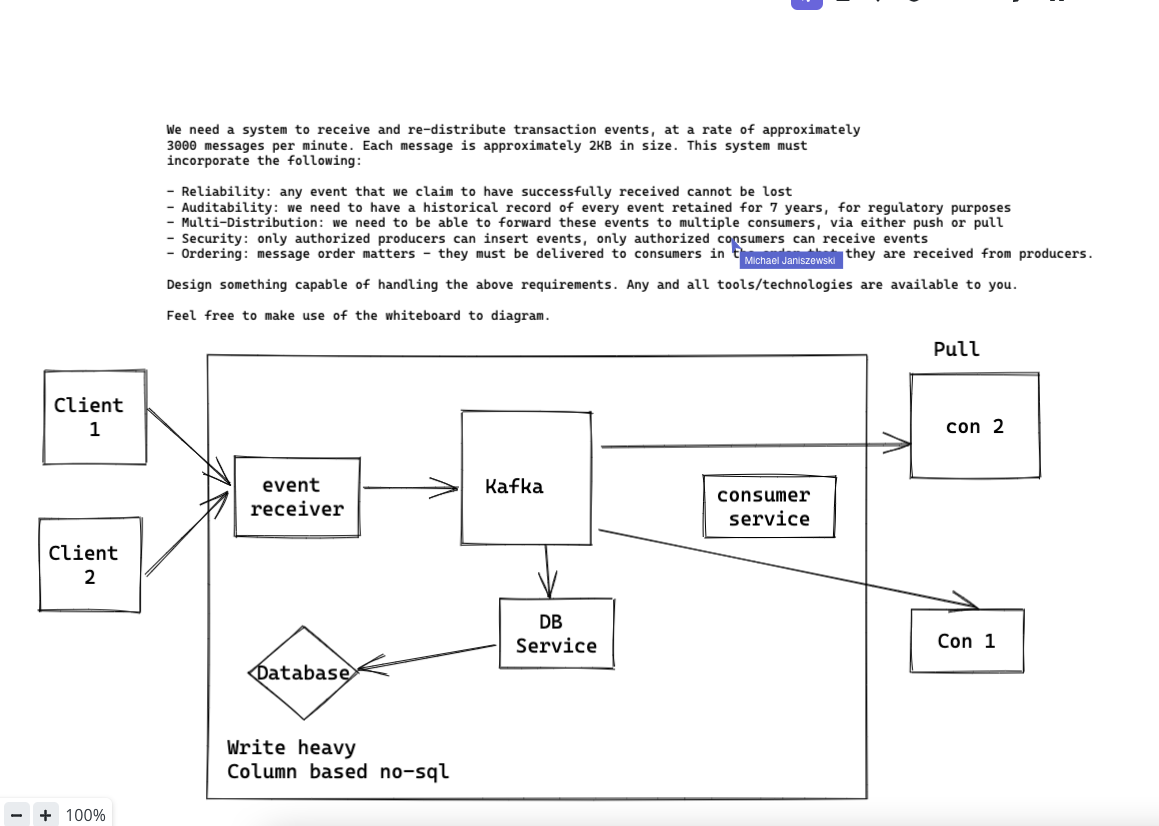 We need a system to receive and re-distribute transaction events, at a rate of approximately
3000 messages per minute. Each message is approximately 2KB in size. This system must
incorporate the following:
- Reliability: any event that we claim to have successfully received cannot be lost
- Auditability: we need to have a historical record of every event retained for 7 years, for regulatory purposes
- Multi-Distribution: we need to be able to forward these events to multiple consumers, via either push or pull
- Security: only authorized producers can insert events, only authorized consumers can receive events
- Ordering: message order matters - they must be delivered to consumers in the order that they are received from producers.
Michael Janiszewski
Design something capable of handling the above requirements. Any and all tools/technologies are available to you.
Feel free to make use of the whiteboard to diagram.
Pull
Client
1
con 2
event
receiver
Kafka
consumer
service
Client
2
DB
Service
Con 1
Database
Write heavy
Column based no-sql
100%